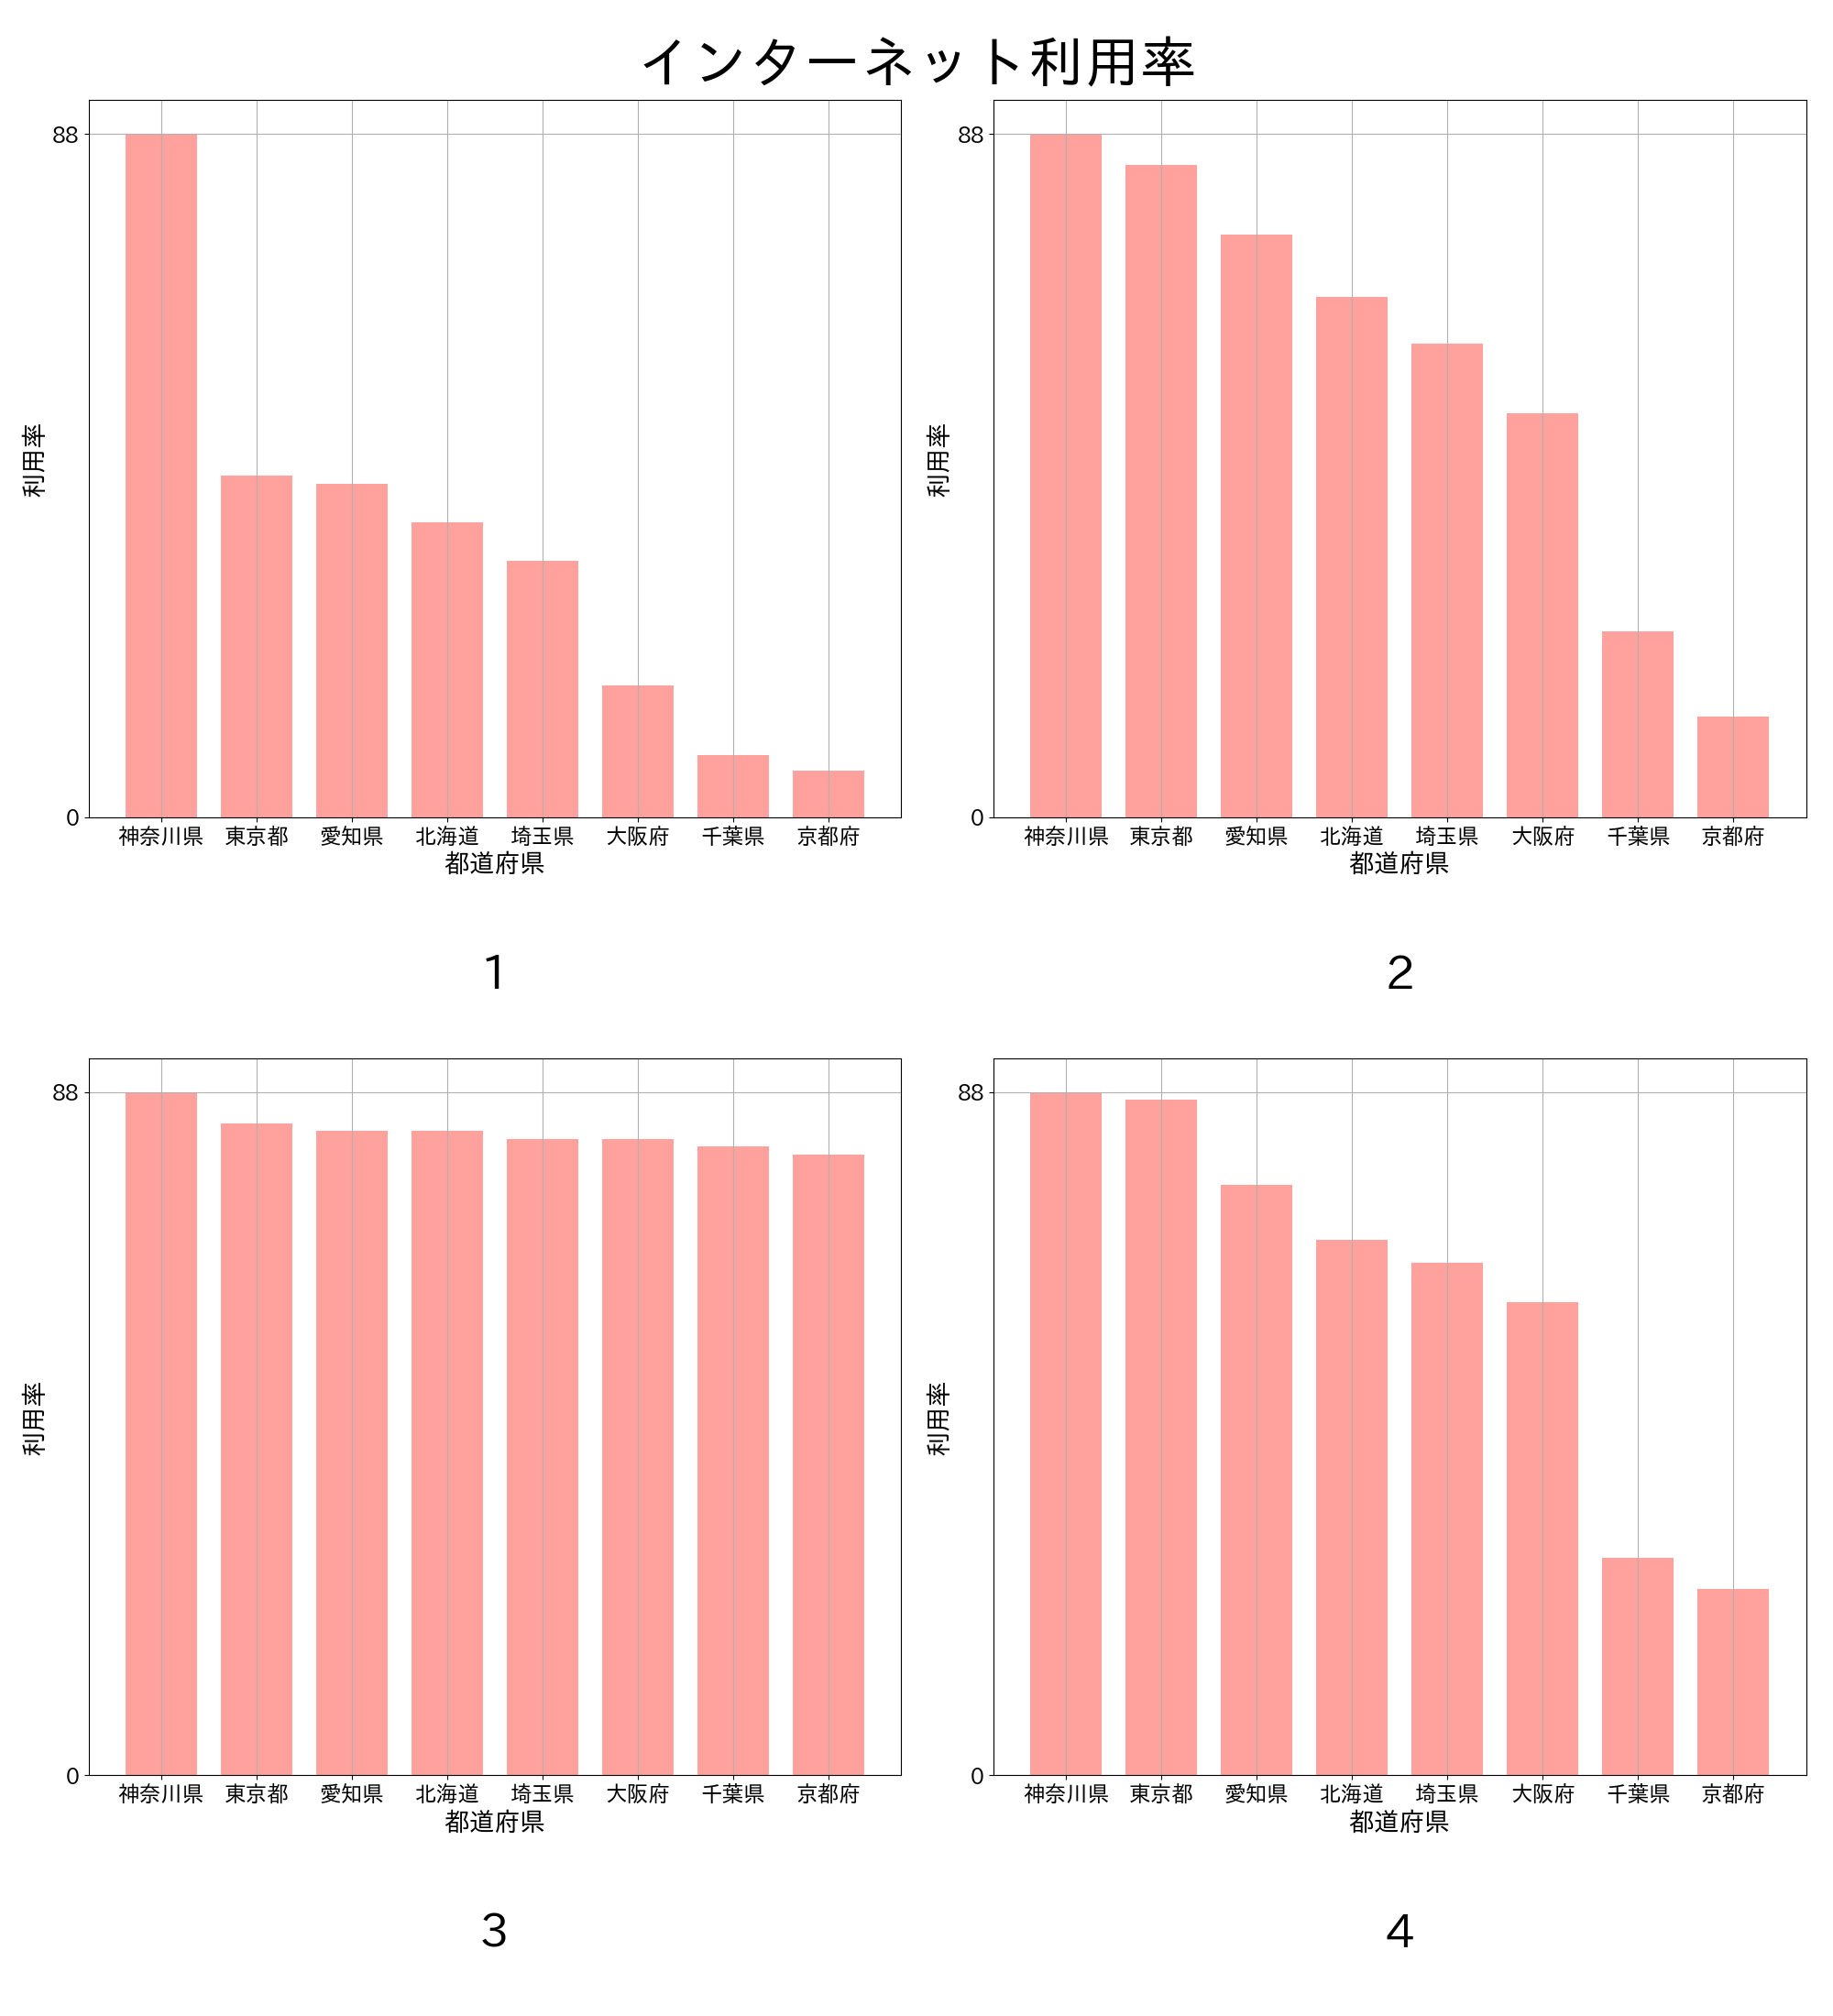 インターネット利用率
88
0
利用率
神奈川県 東京都 愛知県 北海道 埼玉県 大阪府 千葉県 京都府
都道府県
1
88
0
利用率
神奈川県 東京都 愛知県 北海道 埼玉県 大阪府 千葉県 京都府
都道府県
2
88
0
利用率
神奈川県 東京都 愛知県 北海道 埼玉県 大阪府 千葉県 京都府
都道府県
3
88
0
利用率
神奈川県 東京都 愛知県 北海道 埼玉県 大阪府 千葉県 京都府
都道府県
4